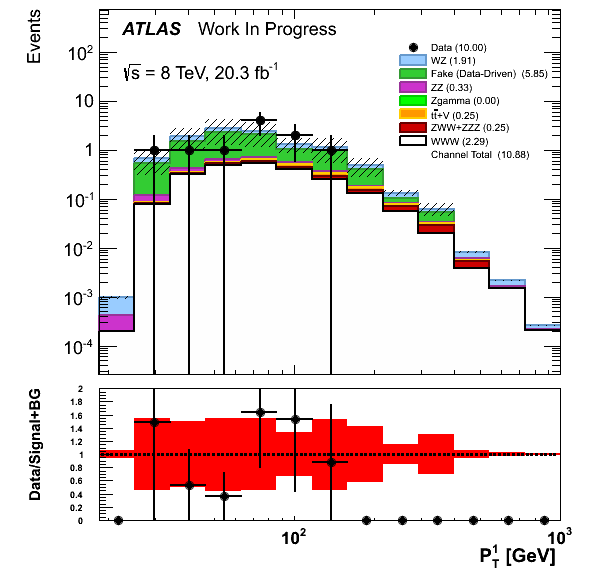 Events
ATLAS Work In Progress
√s = 8 TeV, 20.3 fb⁻¹
Data (10.00)
WZ (1.91)
Fake (Data-Driven) (5.85)
ZZ (0.33)
Zgamma (0.00)
tt̄+V (0.25)
ZWW+ZZZ (0.25)
WWW (2.29)
Channel Total (10.88)
10²
10
1
10⁻¹
10⁻²
10⁻³
10⁻⁴
Data/Signal+BG
2
1.8
1.6
1.4
1.2
1
0.8
0.6
0.4
0.2
0
10² 10³
P¹_T [GeV]